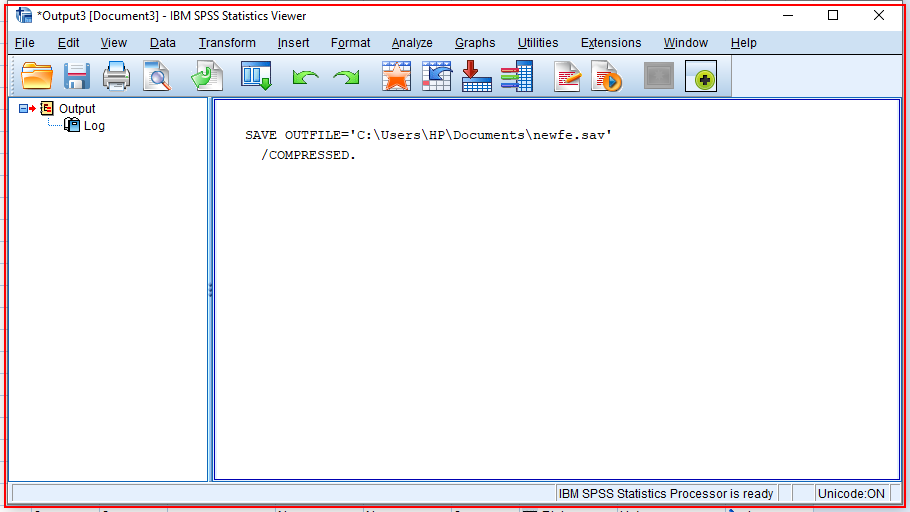 *Output3 [Document3] - IBM SPSS Statistics Viewer
File Edit View Data Transform Insert Format Analyze Graphs Utilities Extensions Window Help
Output
Log
SAVE OUTFILE='C:\Users\HP\Documents\newfe.sav'
/COMPRESSED.
IBM SPSS Statistics Processor is ready Unicode:ON